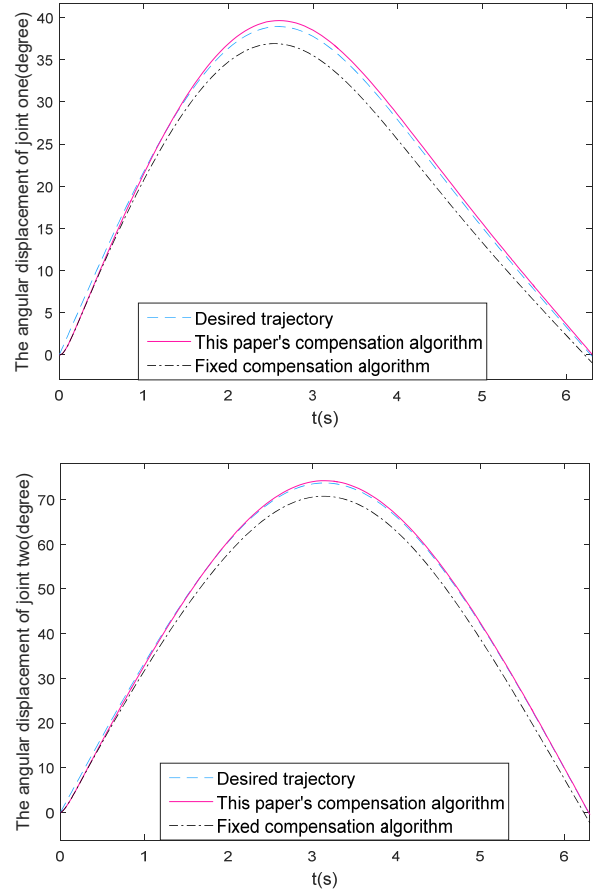 The angular displacement of joint one(degree)
40
35
30
25
20
15
10
5
0
Desired trajectory
This paper's compensation algorithm
Fixed compensation algorithm
0 1 2 3 4 5 6
t(s)
The angular displacement of joint two(degree)
70
60
50
40
30
20
10
0
Desired trajectory
This paper's compensation algorithm
Fixed compensation algorithm
0 1 2 3 4 5 6
t(s)